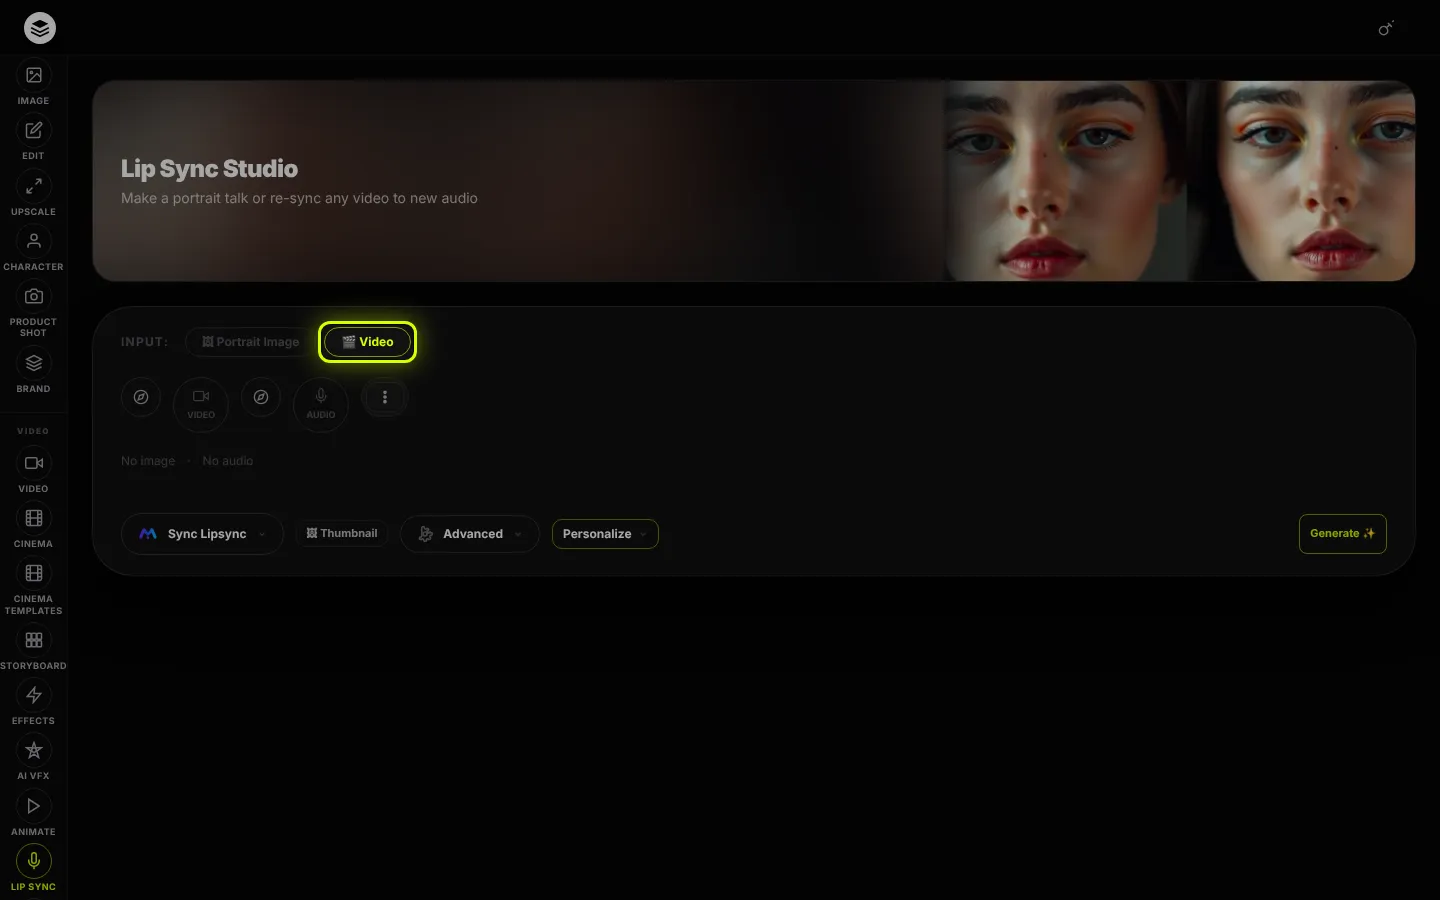 IMAGE
EDIT
UPSCALE
CHARACTER
PRODUCT
SHOT
BRAND
VIDEO
VIDEO
CINEMA
CINEMA
TEMPLATES
STORYBOARD
EFFECTS
AI VFX
ANIMATE
LIP SYNC
Lip Sync Studio
Make a portrait talk or re-sync any video to new audio
INPUT: Portrait Image Video
VIDEO AUDIO
No image · No audio
Sync Lipsync Thumbnail Advanced Personalize Generate ✨